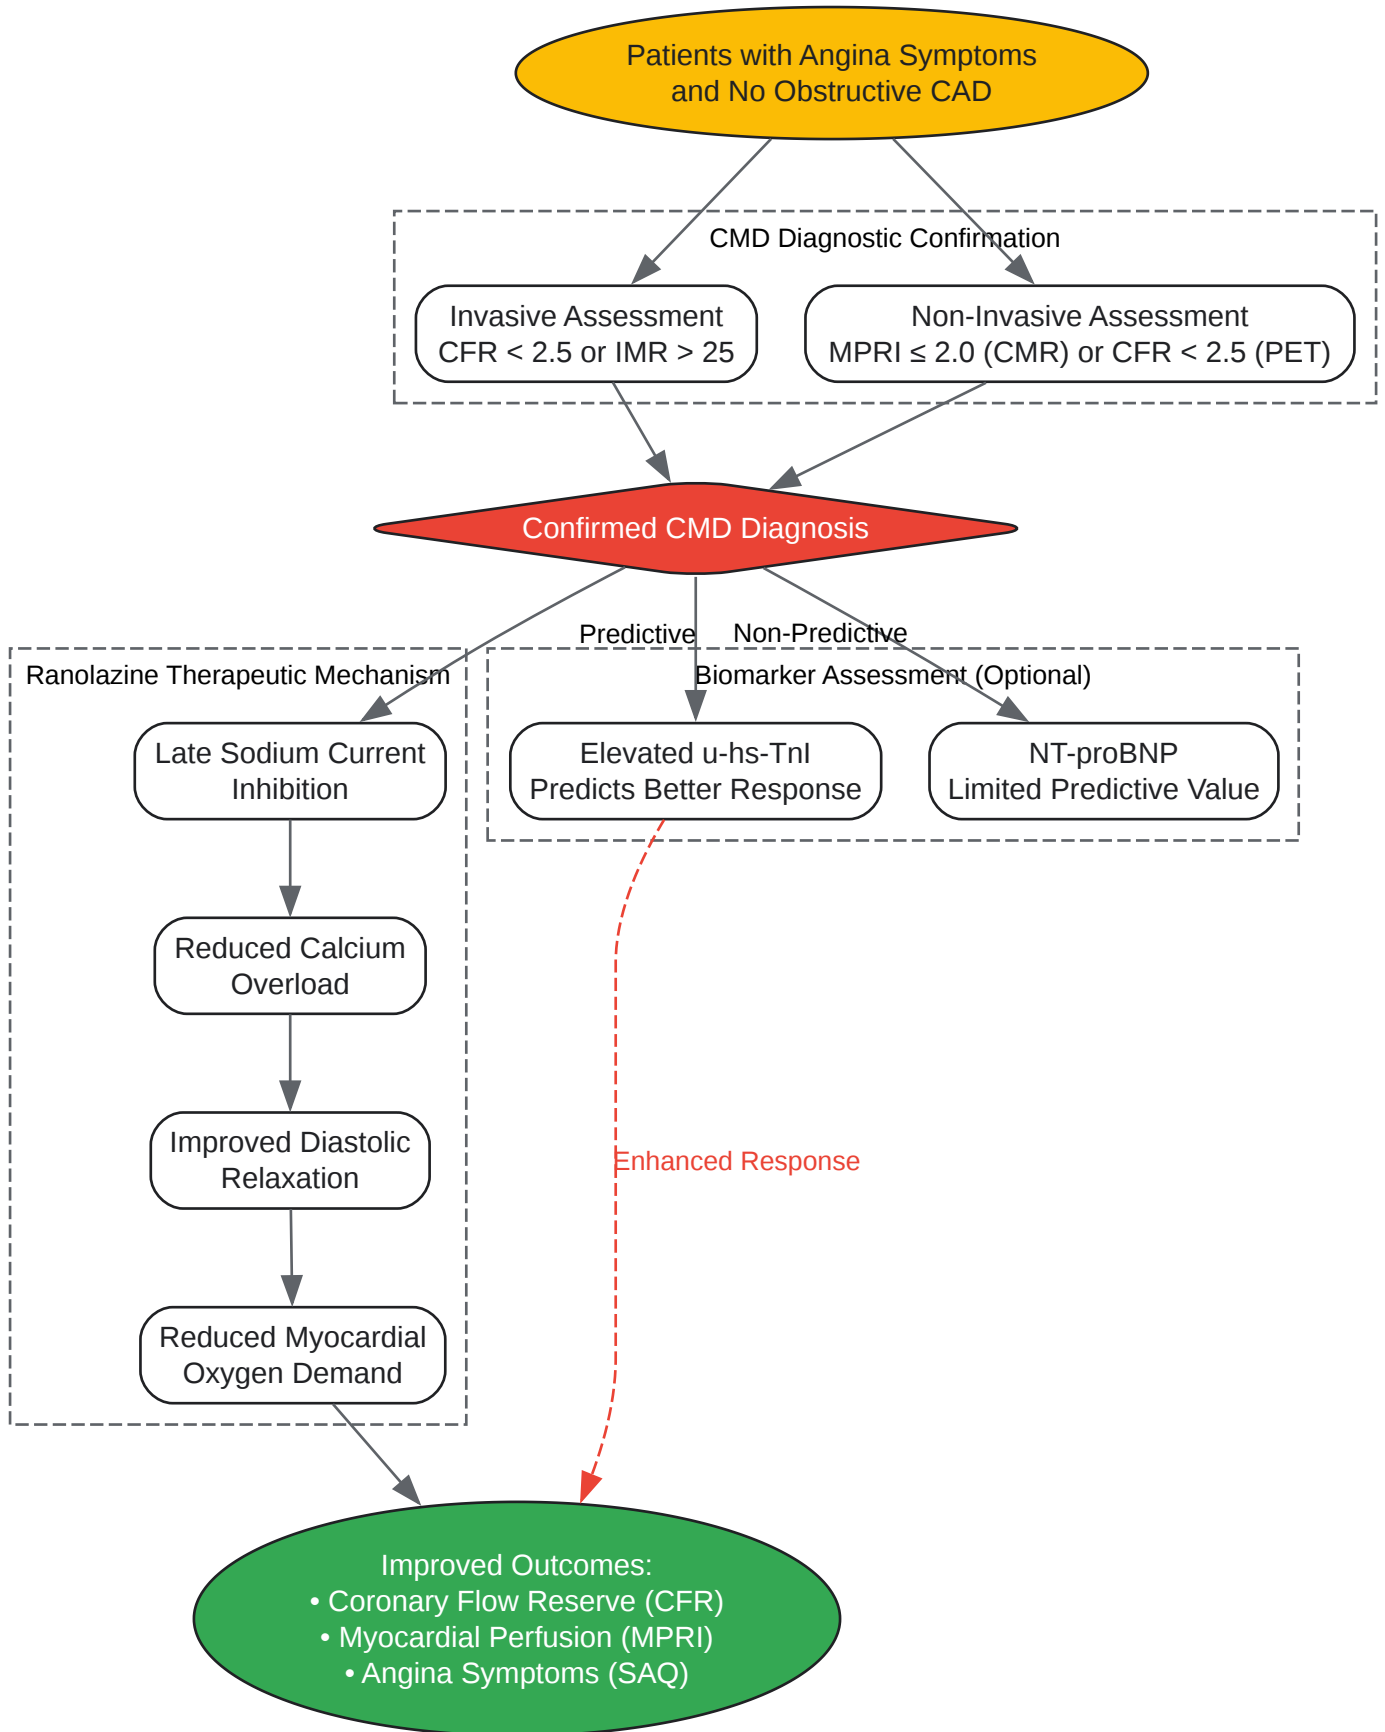 Patients with Angina Symptoms
and No Obstructive CAD
CMD Diagnostic Confirmation
Invasive Assessment
CFR < 2.5 or IMR > 25
Non-Invasive Assessment
MPRI ≤ 2.0 (CMR) or CFR < 2.5 (PET)
Confirmed CMD Diagnosis
Predictive
Non-Predictive
Ranolazine Therapeutic Mechanism
Biomarker Assessment (Optional)
Late Sodium Current
Inhibition
Elevated u-hs-TnI
Predicts Better Response
NT-proBNP
Limited Predictive Value
Reduced Calcium
Overload
Improved Diastolic
Relaxation
Enhanced Response
Reduced Myocardial
Oxygen Demand
Improved Outcomes:
• Coronary Flow Reserve (CFR)
• Myocardial Perfusion (MPRI)
• Angina Symptoms (SAQ)